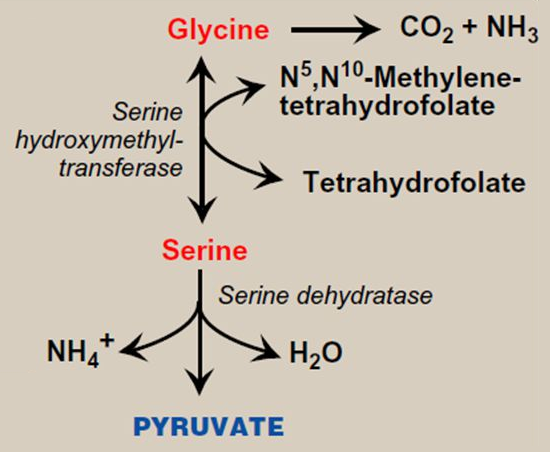 Glycine
CO₂ + NH₃
N⁵,N¹⁰-Methylene-
tetrahydrofolate
Serine
hydroxymethyl-
transferase
Tetrahydrofolate
Serine
Serine dehydratase
NH₄⁺
H₂O
PYRUVATE